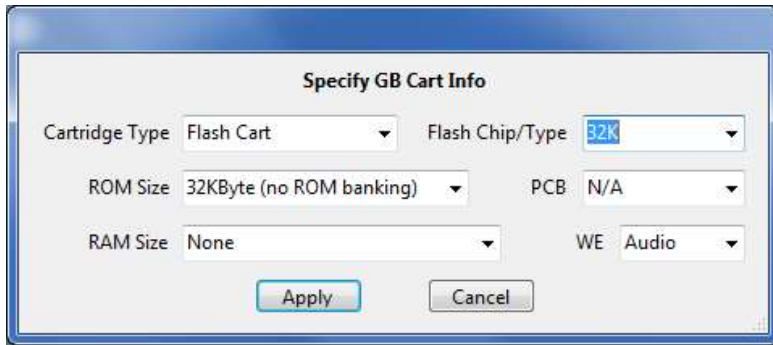 Specify GB Cart Info
Cartridge Type Flash Cart Flash Chip/Type 32K
ROM Size 32KByte (no ROM banking) PCB N/A
RAM Size None WE Audio
Apply Cancel